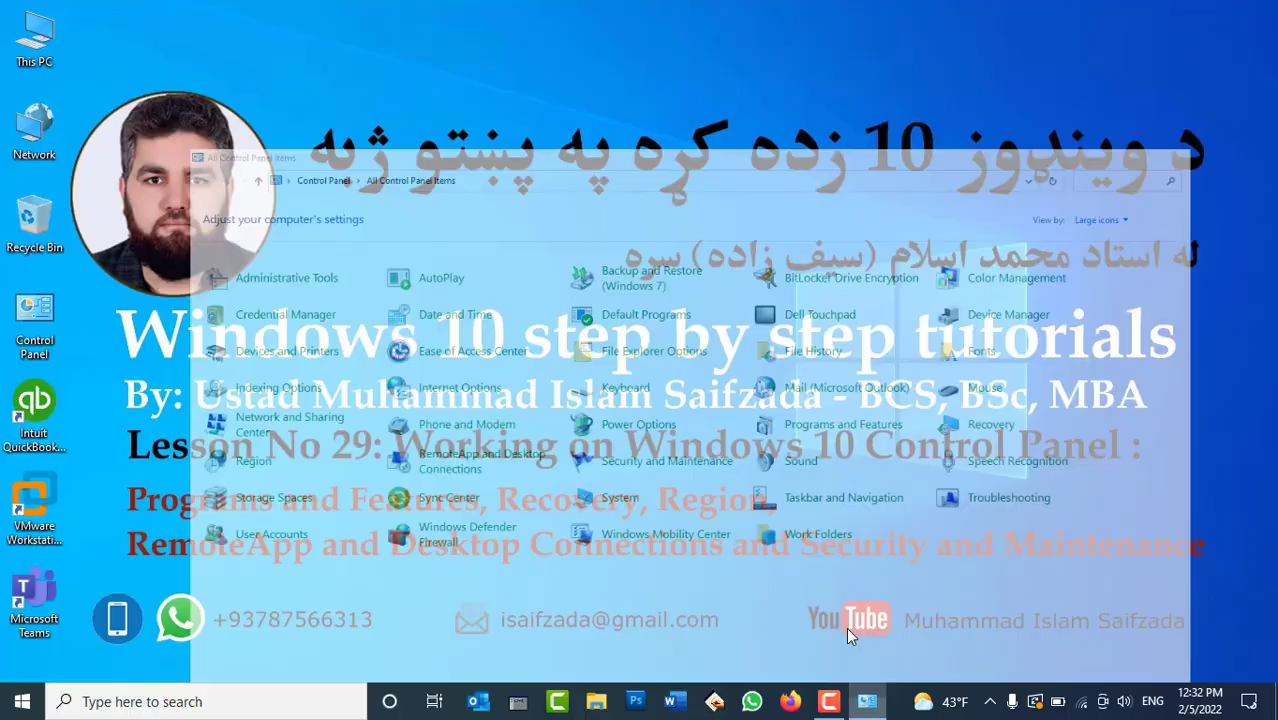 This PC
Network
Recycle Bin
Control Panel
Intuit QuickBook...
VMware Workstati...
Microsoft Teams
د وینډوز 10 زده کړه په پښتو ژبه
له استاد محمد اسلام (سیف زاده) سره
Windows 10 step by step tutorials
By: Ustad Muhammad Islam Saifzada - BCS, BSc, MBA
Lesson No 29: Working on Windows 10 Control Panel :
Programs and Features, Recovery, Region,
RemoteApp and Desktop Connections and Security and Maintenance
+93787566313
isaifzada@gmail.com
YouTube
Muhammad Islam Saifzada
All Control Panel Items
Control Panel > All Control Panel Items
Adjust your computer's settings
View by: Large icons
Administrative Tools
AutoPlay
Backup and Restore (Windows 7)
BitLocker Drive Encryption
Color Management
Credential Manager
Date and Time
Default Programs
Dell Touchpad
Device Manager
Devices and Printers
Ease of Access Center
File Explorer Options
File History
Fonts
Indexing Options
Internet Options
Keyboard
Mail (Microsoft Outlook)
Mouse
Network and Sharing Center
Phone and Modem
Power Options
Programs and Features
Recovery
Region
RemoteApp and Desktop Connections
Security and Maintenance
Sound
Speech Recognition
Storage Spaces
Sync Center
System
Taskbar and Navigation
Troubleshooting
User Accounts
Windows Defender Firewall
Windows Mobility Center
Work Folders
Type here to search
43°F
ENG
12:32 PM
2/5/2022